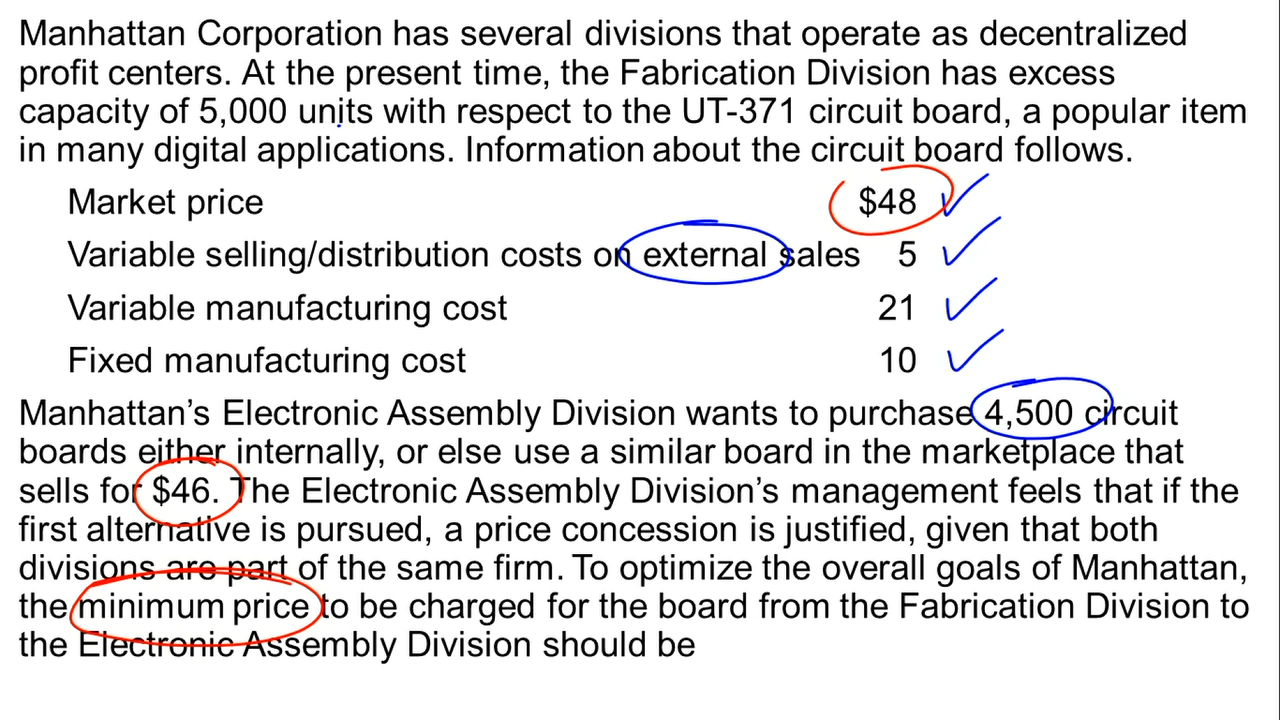 Manhattan Corporation has several divisions that operate as decentralized
profit centers. At the present time, the Fabrication Division has excess
capacity of 5,000 units with respect to the UT-371 circuit board, a popular item
in many digital applications. Information about the circuit board follows.
Market price $48
Variable selling/distribution costs on external sales 5
Variable manufacturing cost 21
Fixed manufacturing cost 10
Manhattan’s Electronic Assembly Division wants to purchase 4,500 circuit
boards either internally, or else use a similar board in the marketplace that
sells for $46. The Electronic Assembly Division’s management feels that if the
first alternative is pursued, a price concession is justified, given that both
divisions are part of the same firm. To optimize the overall goals of Manhattan,
the minimum price to be charged for the board from the Fabrication Division to
the Electronic Assembly Division should be